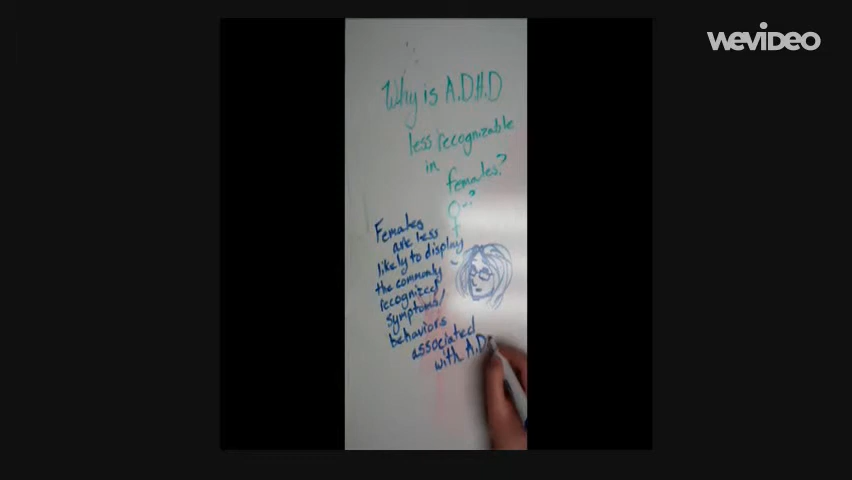 WEVIDEO
Why is A.D.H.D
less recognizable
in
females?
?
Females
are less
likely to display
the commonly
recognized
symptoms/
behaviors
associated
with A.D